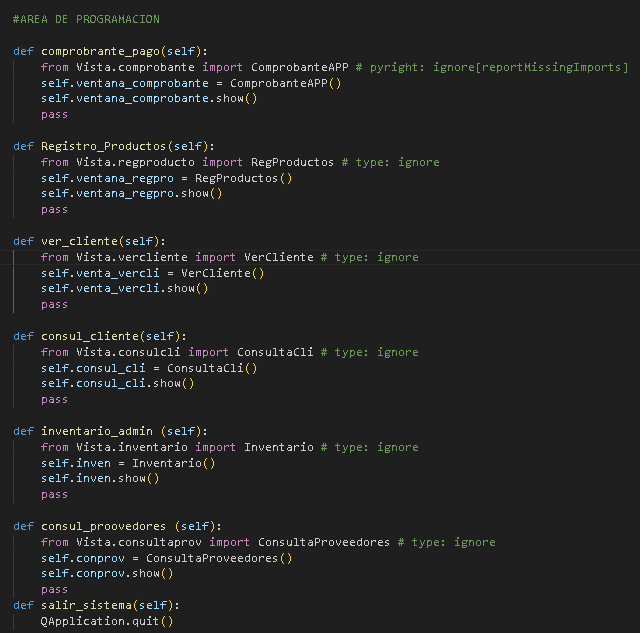 #AREA DE PROGRAMACION
def comprobrante_pago(self):
from Vista.comprobante import ComprobanteAPP # pyright: ignore[reportMissingImports]
self.ventana_comprobante = ComprobanteAPP()
self.ventana_comprobante.show()
pass
def Registro_Productos(self):
from Vista.regproducto import RegProductos # type: ignore
self.ventana_regpro = RegProductos()
self.ventana_regpro.show()
pass
def ver_cliente(self):
from Vista.vercliente import VerCliente # type: ignore
self.venta_vercli = VerCliente()
self.venta_vercli.show()
pass
def consul_cliente(self):
from Vista.consulcli import ConsultaCli # type: ignore
self.consul_cli = ConsultaCli()
self.consul_cli.show()
pass
def inventario_admin (self):
from Vista.inventario import Inventario # type: ignore
self.inven = Inventario()
self.inven.show()
pass
def consul_proovedores (self):
from Vista.consultaprov import ConsultaProveedores # type: ignore
self.conprov = ConsultaProveedores()
self.conprov.show()
pass
def salir_sistema(self):
QApplication.quit()